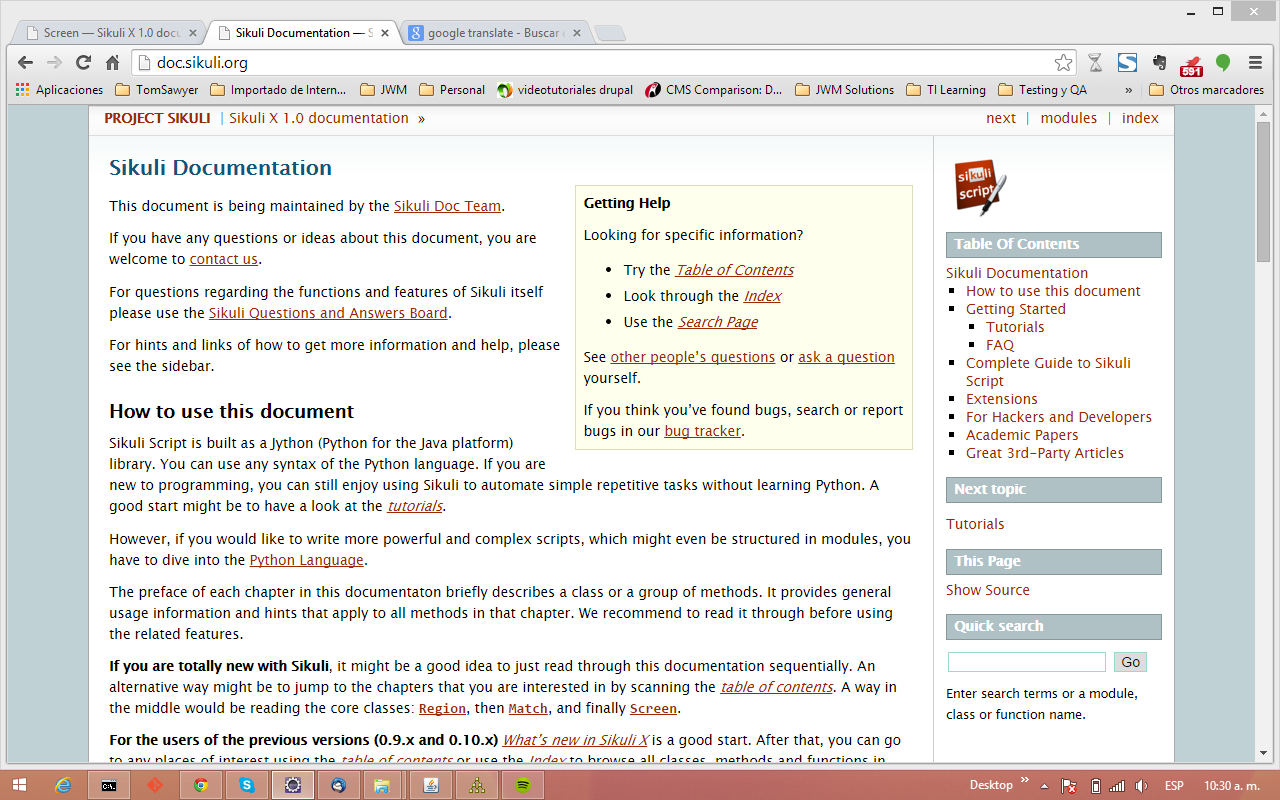 Screen — Sikuli X 1.0 docu
Sikuli Documentation — S
google translate - Buscar
doc.sikuli.org
591
Aplicaciones
TomSawyer
Importado de Intern...
JWM
Personal
videotutoriales drupal
CMS Comparison: D...
JWM Solutions
TI Learning
Testing y QA
»
Otros marcadores
PROJECT SIKULI | Sikuli X 1.0 documentation »
next | modules | index
Sikuli Documentation
This document is being maintained by the Sikuli Doc Team.
If you have any questions or ideas about this document, you are
welcome to contact us.
For questions regarding the functions and features of Sikuli itself
please use the Sikuli Questions and Answers Board.
For hints and links of how to get more information and help, please
see the sidebar.
Getting Help
Looking for specific information?
• Try the Table of Contents
• Look through the Index
• Use the Search Page
See other people's questions or ask a question
yourself.
If you think you've found bugs, search or report
bugs in our bug tracker.
How to use this document
Sikuli Script is built as a Jython (Python for the Java platform)
library. You can use any syntax of the Python language. If you are
new to programming, you can still enjoy using Sikuli to automate simple repetitive tasks without learning Python. A
good start might be to have a look at the tutorials.
However, if you would like to write more powerful and complex scripts, which might even be structured in modules, you
have to dive into the Python Language.
The preface of each chapter in this documentaton briefly describes a class or a group of methods. It provides general
usage information and hints that apply to all methods in that chapter. We recommend to read it through before using
the related features.
If you are totally new with Sikuli, it might be a good idea to just read through this documentation sequentially. An
alternative way might be to jump to the chapters that you are interested in by scanning the table of contents. A way in
the middle would be reading the core classes: Region, then Match, and finally Screen.
For the users of the previous versions (0.9.x and 0.10.x) What's new in Sikuli X is a good start. After that, you can go
to any places of interest using the table of contents or use the Index to browse all classes, methods and functions in
sikuli
script
Table Of Contents
Sikuli Documentation
How to use this document
Getting Started
Tutorials
FAQ
Complete Guide to Sikuli
Script
Extensions
For Hackers and Developers
Academic Papers
Great 3rd-Party Articles
Next topic
Tutorials
This Page
Show Source
Quick search
Go
Enter search terms or a module,
class or function name.
Desktop » ESP 10:30 a. m.